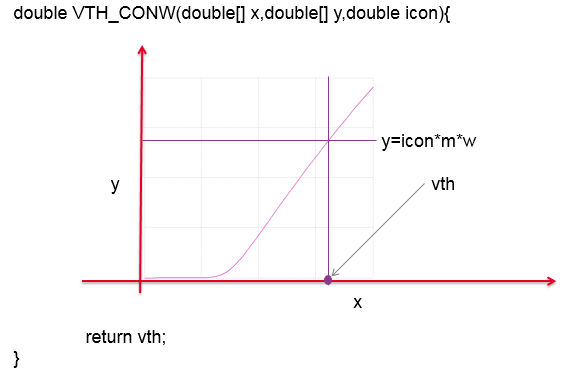 double VTH_CONW(double[] x,double[] y,double icon){
y=icon*m*w
y
vth
x
return vth;
}